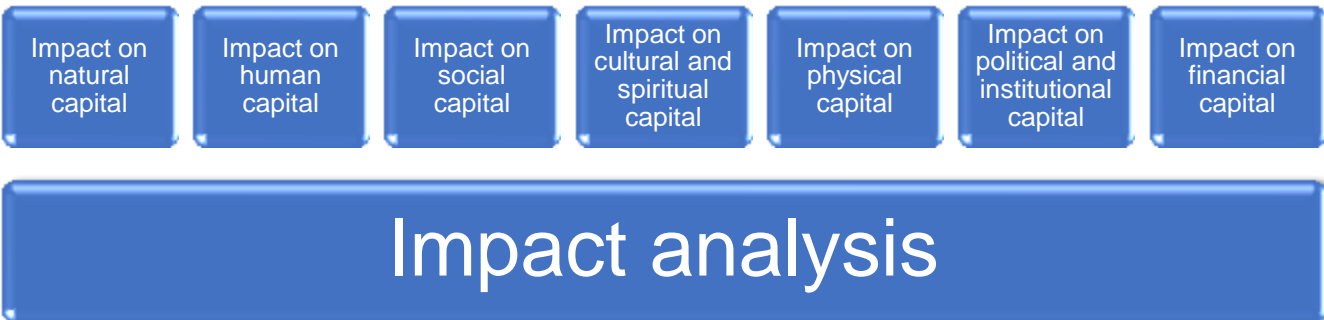 Impact on
natural
capital
Impact on
human
capital
Impact on
social
capital
Impact on
cultural and
spiritual
capital
Impact on
physical
capital
Impact on
political and
institutional
capital
Impact on
financial
capital
Impact analysis